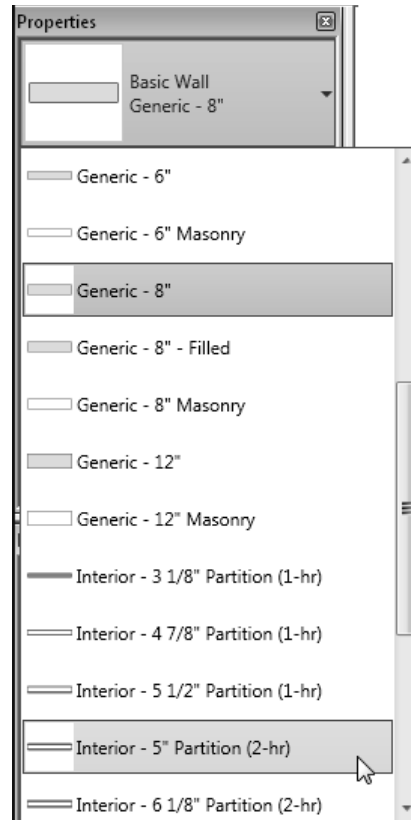 Properties
Basic Wall
Generic - 8"
Generic - 6"
Generic - 6" Masonry
Generic - 8"
Generic - 8" - Filled
Generic - 8" Masonry
Generic - 12"
Generic - 12" Masonry
Interior - 3 1/8" Partition (1-hr)
Interior - 4 7/8" Partition (1-hr)
Interior - 5 1/2" Partition (1-hr)
Interior - 5" Partition (2-hr)
Interior - 6 1/8" Partition (2-hr)